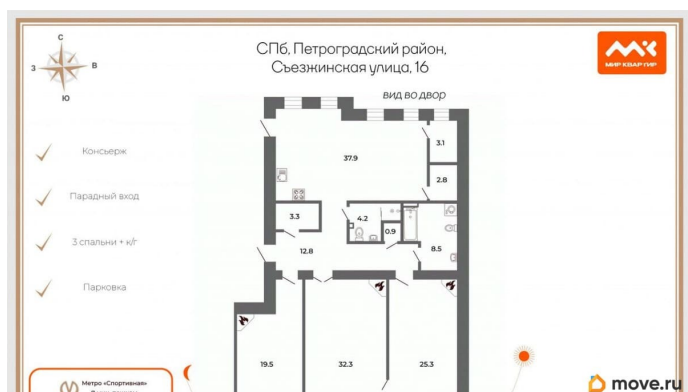 СПб, Петроградский район,
Съезжинская улица, 16
МИР КВАРТИР
С
З
В
Ю
вид во двор
Консьерж
Парадный вход
3 спальни + к/г
Парковка
37.9
3.1
2.8
3.3
4.2
0.9
8.5
12.8
19.5
32.3
25.3
Метро «Спортивная»
move.ru